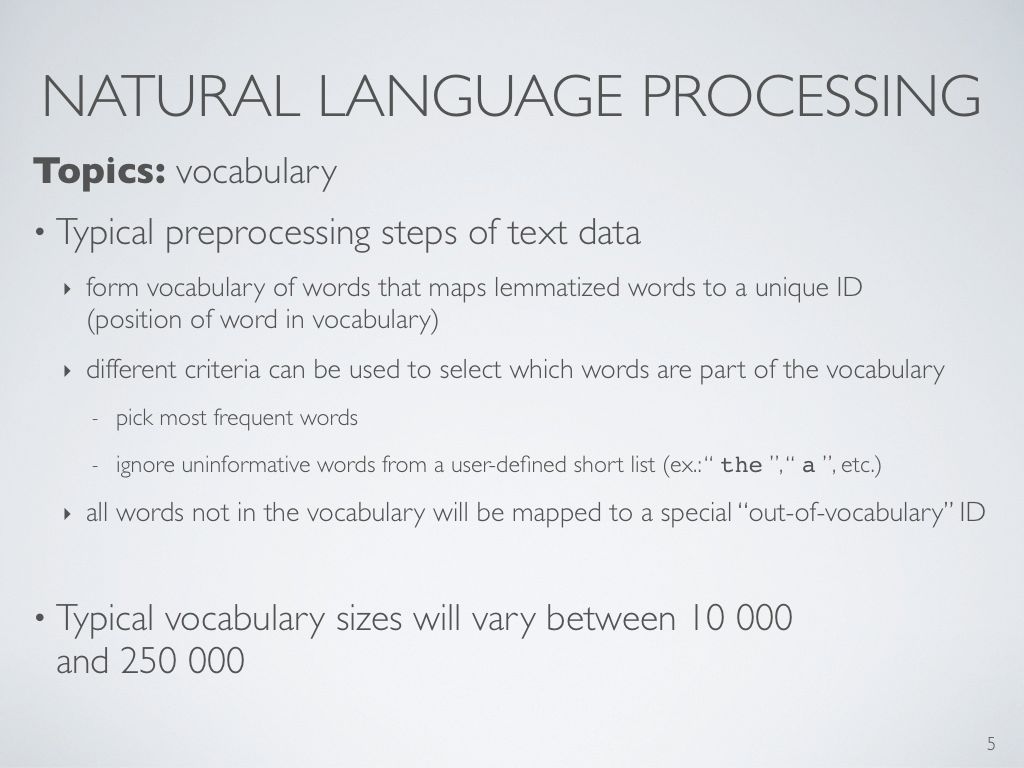 NATURAL LANGUAGE PROCESSING
Topics: vocabulary
• Typical preprocessing steps of text data
‣ form vocabulary of words that maps lemmatized words to a unique ID
(position of word in vocabulary)
‣ different criteria can be used to select which words are part of the vocabulary
- pick most frequent words
- ignore uninformative words from a user-defined short list (ex.: “ the ”, “ a ”, etc.)
‣ all words not in the vocabulary will be mapped to a special “out-of-vocabulary” ID
• Typical vocabulary sizes will vary between 10 000
and 250 000
5